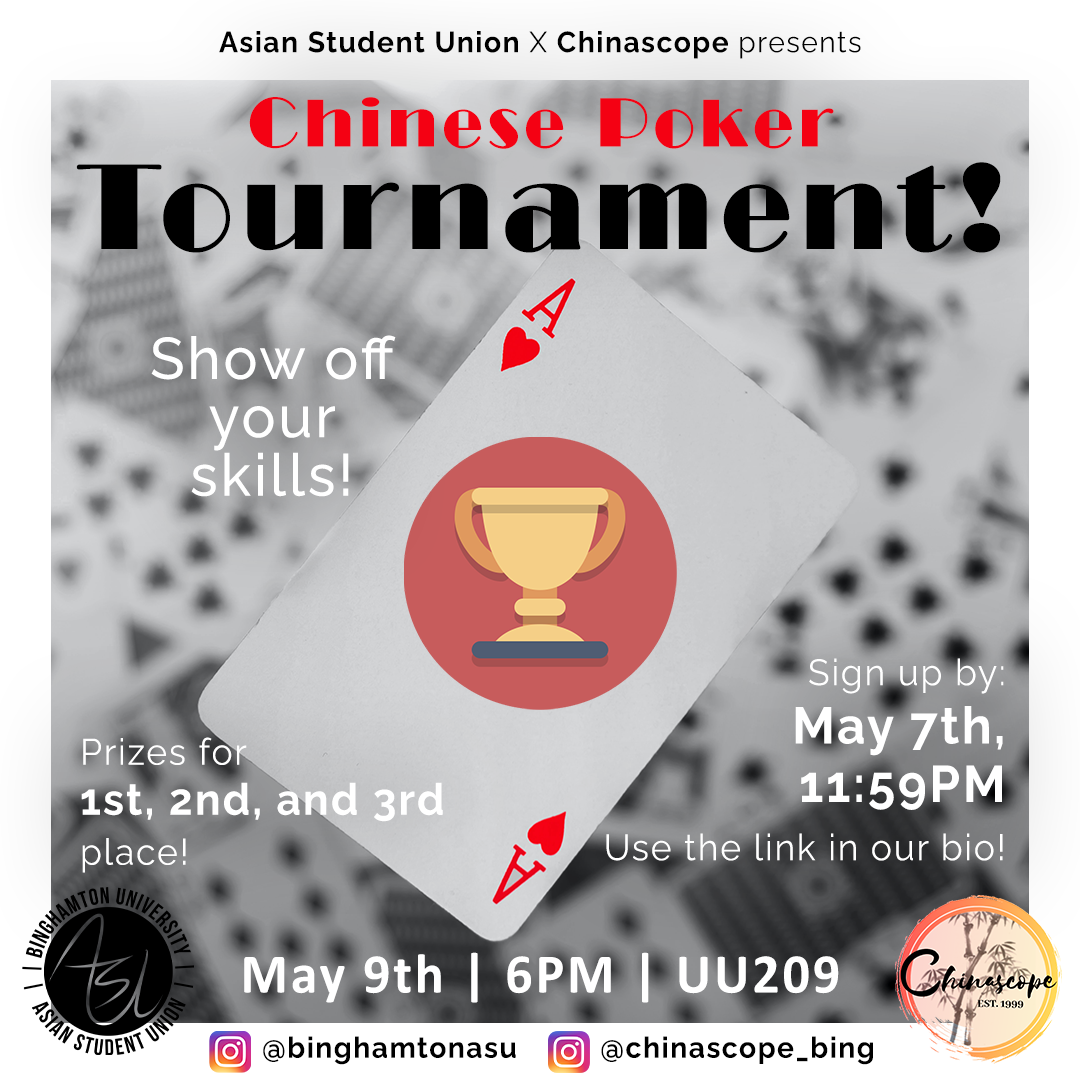 Asian Student Union X Chinascope presents
Chinese Poker
Tournament!
A
Show off
your
skills!
Sign up by:
May 7th,
11:59PM
Use the link in our bio!
Prizes for
1st, 2nd, and 3rd
place!
A
BINGHAMTON UNIVERSITY
ASU
ASIAN STUDENT UNION
May 9th | 6PM | UU209
Chinascope
EST. 1999
@binghamtonasu @chinascope_bing